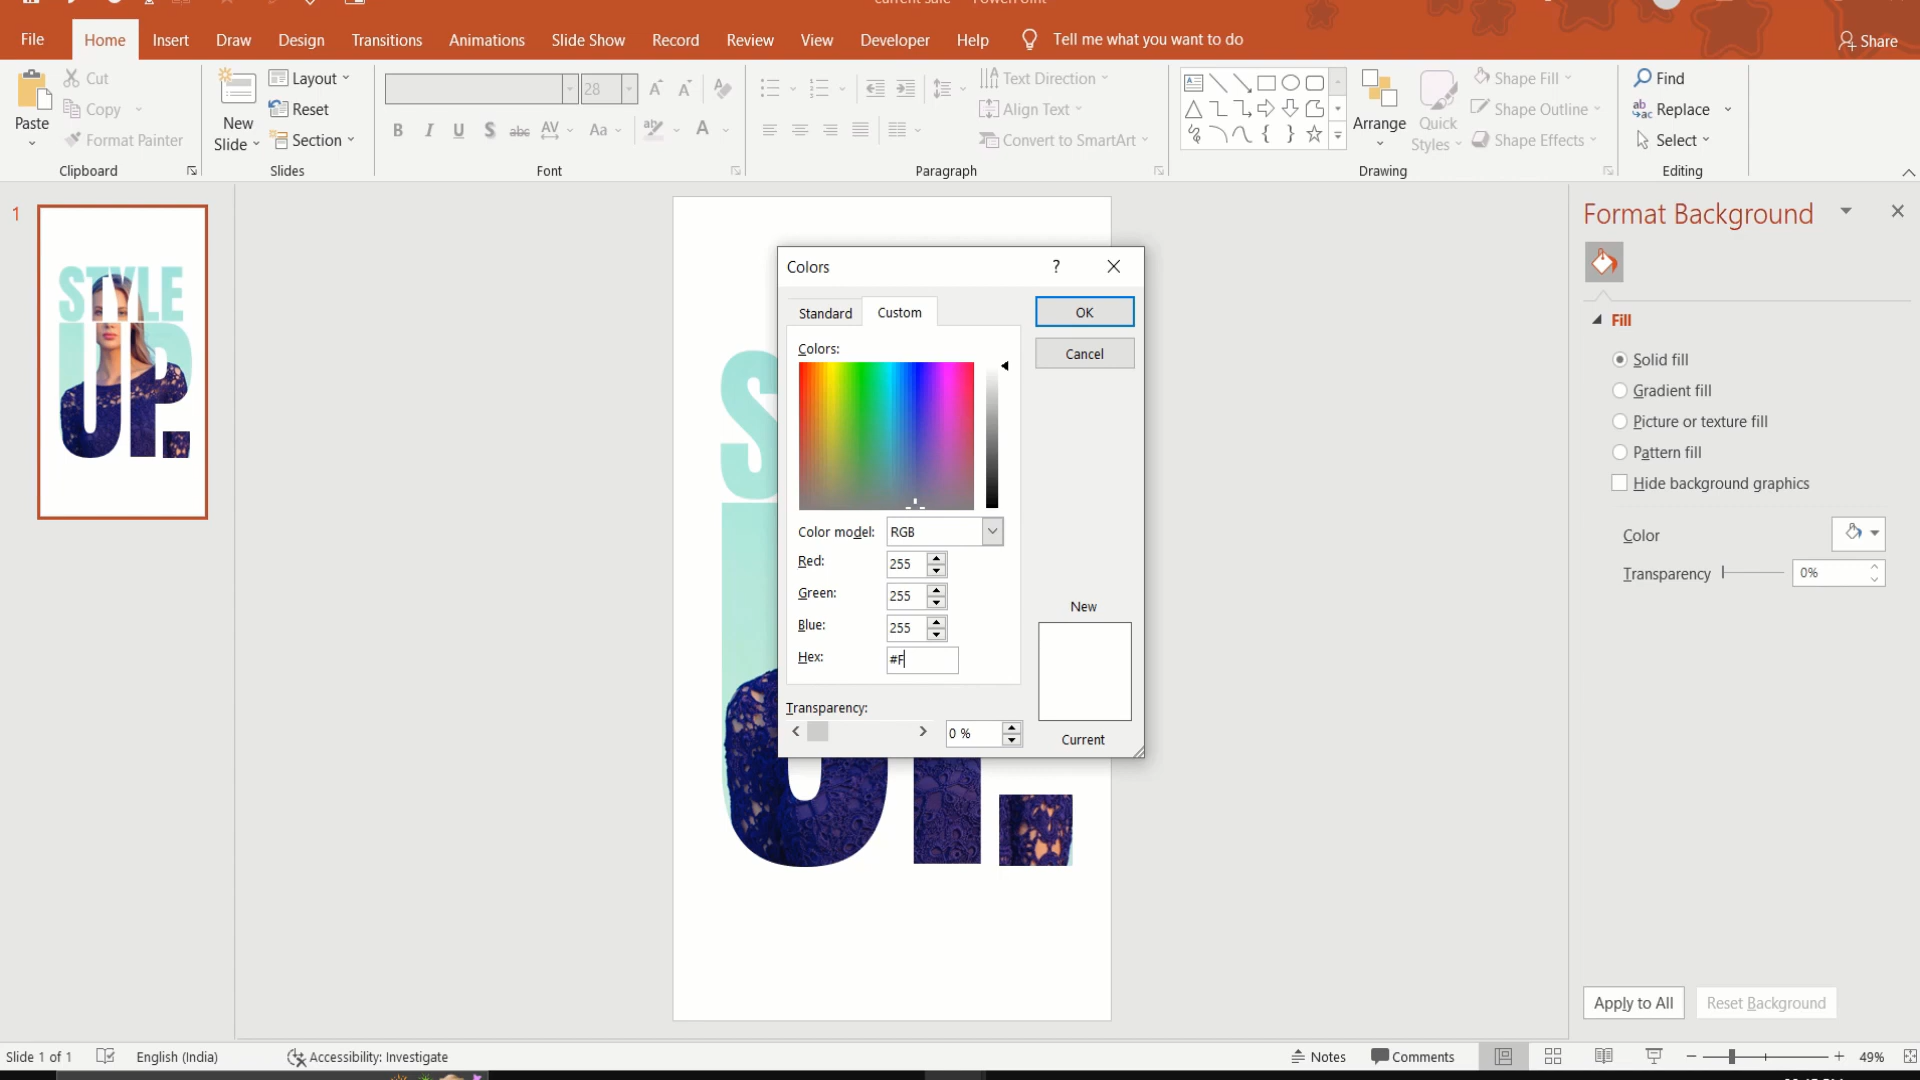 File Home Insert Draw Design Transitions Animations Slide Show Record Review View Developer Help Tell me what you want to do Share
Paste Cut Copy Format Painter
Clipboard
New Slide Layout Reset Section
Slides
28
B I U S abc AV Aa A
Font
Text Direction
Align Text
Convert to SmartArt
Paragraph
Arrange
Quick Styles
Shape Fill
Shape Outline
Shape Effects
Drawing
Find
Replace
Select
Editing
1
STYLE
UP.
S
Colors ?
Standard Custom
OK
Cancel
Colors:
Color model: RGB
Red: 255
Green: 255
Blue: 255
Hex: #F
Transparency:
0 %
New
Current
Format Background
Fill
Solid fill
Gradient fill
Picture or texture fill
Pattern fill
Hide background graphics
Color
Transparency 0%
Apply to All Reset Background
Slide 1 of 1 English (India) Accessibility: Investigate Notes Comments 49%